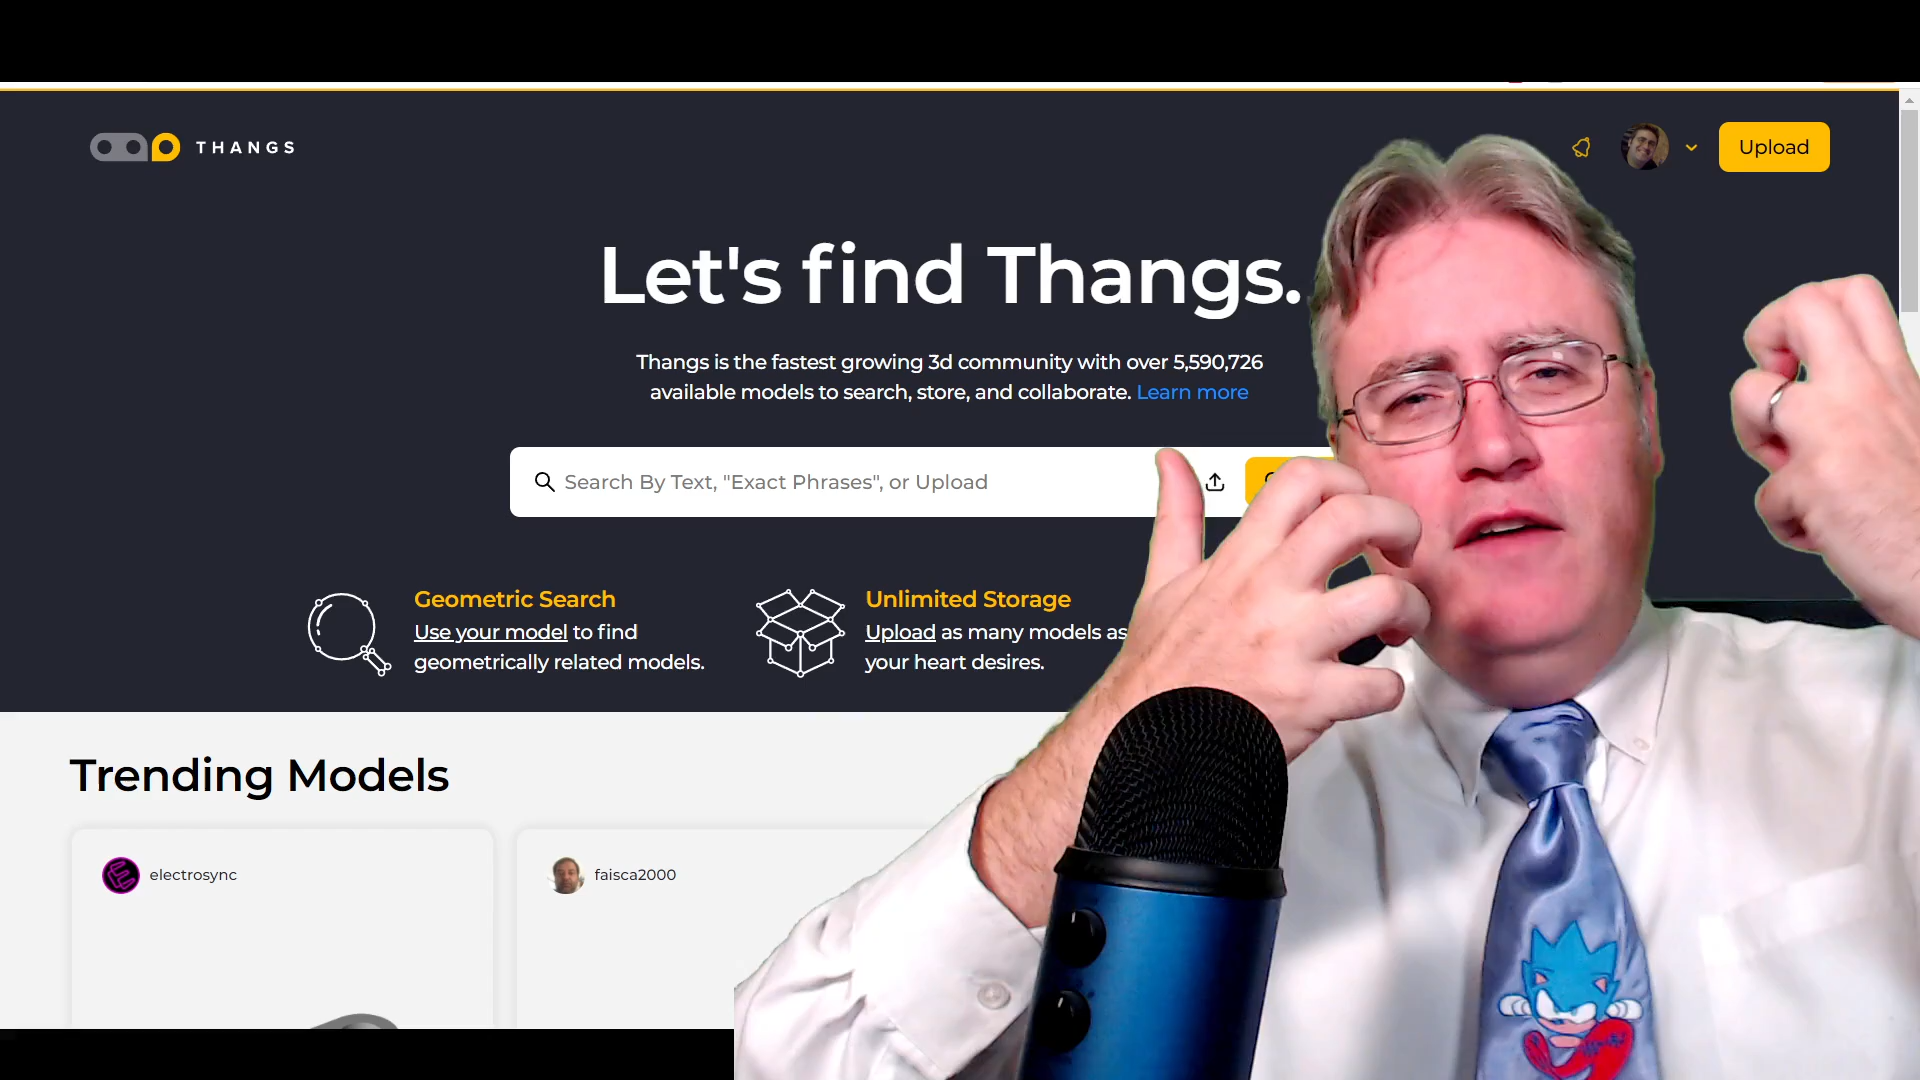 THANGS
Upload
Let's find Thangs.
Thangs is the fastest growing 3d community with over 5,590,726
available models to search, store, and collaborate. Learn more
Search By Text, "Exact Phrases", or Upload
Geometric Search
Use your model to find
geometrically related models.
Unlimited Storage
Upload as many models as
your heart desires.
Trending Models
electrosync
faisca2000